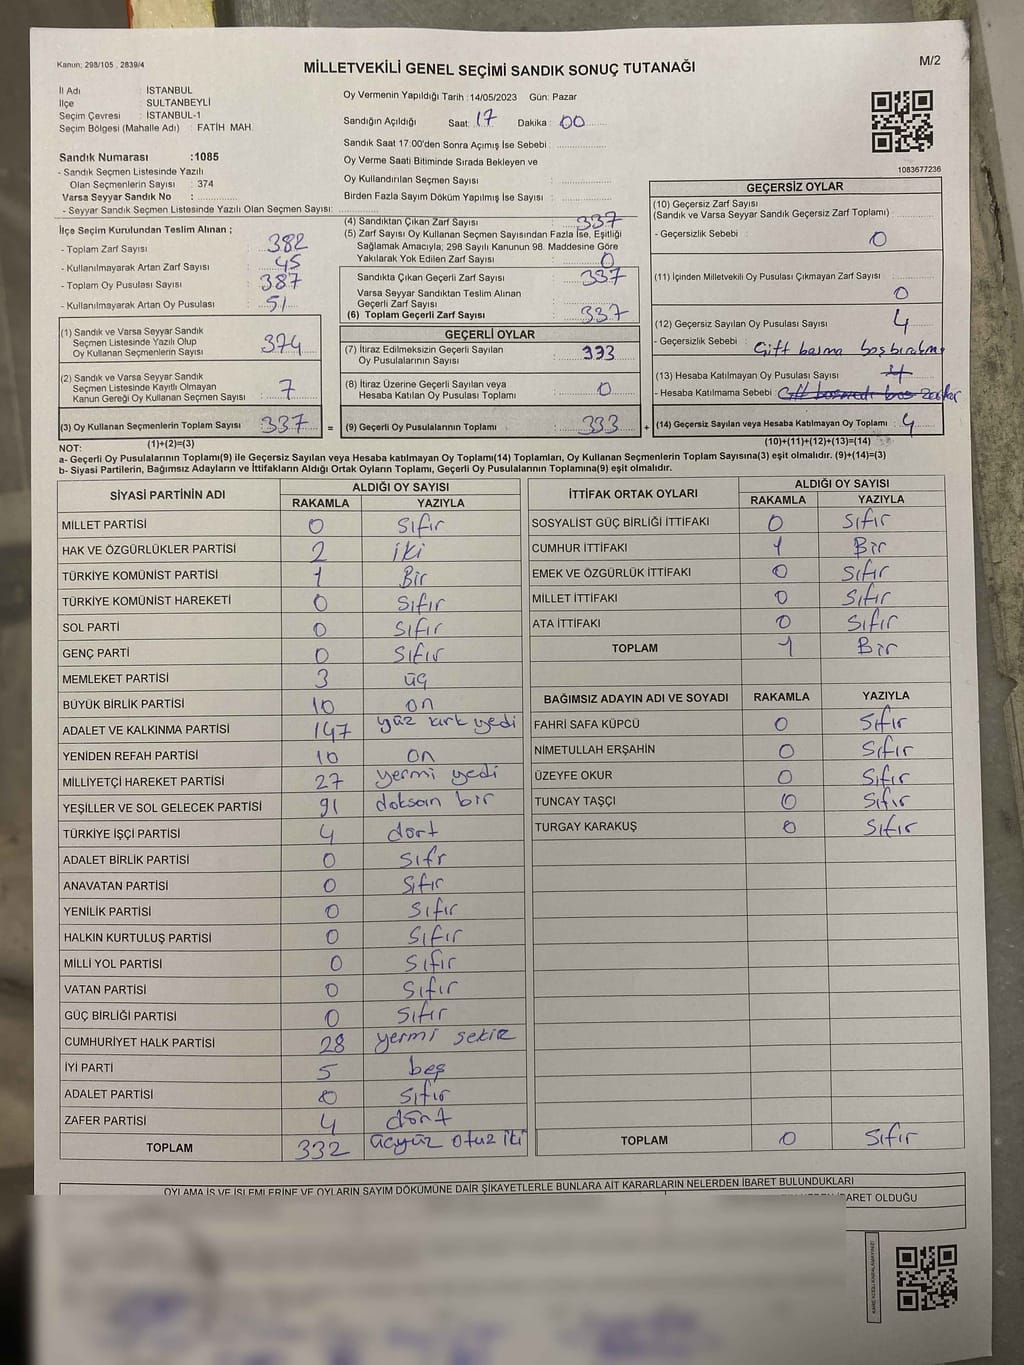 Kanun; 298/105 , 2839/4
MİLLETVEKİLİ GENEL SEÇİMİ SANDIK SONUÇ TUTANAĞI
M/2
İl Adı : İSTANBUL
İlçe : SULTANBEYLİ
Seçim Çevresi : İSTANBUL-1
Seçim Bölgesi (Mahalle Adı) : FATİH MAH.
Sandık Numarası :1085
- Sandık Seçmen Listesinde Yazılı
Olan Seçmenlerin Sayısı : 374
Varsa Seyyar Sandık No :
- Seyyar Sandık Seçmen Listesinde Yazılı Olan Seçmen Sayısı:
Oy Vermenin Yapıldığı Tarih :14/05/2023 Gün: Pazar
Sandığın Açıldığı Saat: 17 Dakika : 00
Sandık Saat 17.00'den Sonra Açımış İse Sebebi :
Oy Verme Saati Bitiminde Sırada Bekleyen ve
Oy Kullandırılan Seçmen Sayısı :
Birden Fazla Sayım Döküm Yapılmış İse Sayısı :
1083677236
İlçe Seçim Kurulundan Teslim Alınan ;
- Toplam Zarf Sayısı : 382
- Kullanılmayarak Artan Zarf Sayısı : 45
- Toplam Oy Pusulası Sayısı : 387
- Kullanılmayarak Artan Oy Pusulası : 51
(1) Sandık ve Varsa Seyyar Sandık
Seçmen Listesinde Yazılı Olup
Oy Kullanan Seçmenlerin Sayısı : 374
(2) Sandık ve Varsa Seyyar Sandık
Seçmen Listesinde Kayıtlı Olmayan
Kanun Gereği Oy Kullanan Seçmen Sayısı : 7
(3) Oy Kullanan Seçmenlerin Toplam Sayısı : 337 =
(4) Sandıktan Çıkan Zarf Sayısı : 337
(5) Zarf Sayısı Oy Kullanan Seçmen Sayısından Fazla İse, Eşitliği
Sağlamak Amacıyla; 298 Sayılı Kanunun 98. Maddesine Göre
Yakılarak Yok Edilen Zarf Sayısı : 0
Sandıkta Çıkan Geçerli Zarf Sayısı : 337
Varsa Seyyar Sandıktan Teslim Alınan
Geçerli Zarf Sayısı :
(6) Toplam Geçerli Zarf Sayısı : 337
GEÇERLİ OYLAR
(7) İtiraz Edilmeksizin Geçerli Sayılan
Oy Pusulalarının Sayısı : 333
(8) İtiraz Üzerine Geçerli Sayılan veya
Hesaba Katılan Oy Pusulası Toplamı : 0
(9) Geçerli Oy Pusulalarının Toplamı : 333 +
GEÇERSİZ OYLAR
(10) Geçersiz Zarf Sayısı
(Sandık ve Varsa Seyyar Sandık Geçersiz Zarf Toplamı) :
- Geçersizlik Sebebi : 0
(11) İçinden Milletvekili Oy Pusulası Çıkmayan Zarf Sayısı : 0
(12) Geçersiz Sayılan Oy Pusulası Sayısı : 4
- Geçersizlik Sebebi : Çift basma boş bırakma
(13) Hesaba Katılmayan Oy Pusulası Sayısı :
- Hesaba Katılmama Sebebi :
(14) Geçersiz Sayılan veya Hesaba Katılmayan Oy Toplamı : 4
(1)+(2)=(3)
(10)+(11)+(12)+(13)=(14)
NOT:
a- Geçerli Oy Pusulalarının Toplamı(9) ile Geçersiz Sayılan veya Hesaba katılmayan Oy Toplamı(14) Toplamları, Oy Kullanan Seçmenlerin Toplam Sayısına(3) eşit olmalıdır. (9)+(14)=(3)
b- Siyasi Partilerin, Bağımsız Adayların ve İttifakların Aldığı Ortak Oyların Toplamı, Geçerli Oy Pusulalarının Toplamına(9) eşit olmalıdır.
SİYASİ PARTİNİN ADI ALDIĞI OY SAYISI
RAKAMLA YAZIYLA
MİLLET PARTİSİ 0 Sıfır
HAK VE ÖZGÜRLÜKLER PARTİSİ 2 iki
TÜRKİYE KOMÜNİST PARTİSİ 1 Bir
TÜRKİYE KOMÜNİST HAREKETİ 0 Sıfır
SOL PARTİ 0 Sıfır
GENÇ PARTİ 0 Sıfır
MEMLEKET PARTİSİ 3 üç
BÜYÜK BİRLİK PARTİSİ 10 on
ADALET VE KALKINMA PARTİSİ 147 yüz kırk yedi
YENİDEN REFAH PARTİSİ 10 on
MİLLİYETÇİ HAREKET PARTİSİ 27 yermi yedi
YEŞİLLER VE SOL GELECEK PARTİSİ 91 doksan bir
TÜRKİYE İŞÇİ PARTİSİ 4 dört
ADALET BİRLİK PARTİSİ 0 Sıfr
ANAVATAN PARTİSİ 0 Sıfır
YENİLİK PARTİSİ 0 Sıfır
HALKIN KURTULUŞ PARTİSİ 0 Sıfır
MİLLİ YOL PARTİSİ 0 Sıfır
VATAN PARTİSİ 0 Sıfır
GÜÇ BİRLİĞİ PARTİSİ 0 Sıfır
CUMHURİYET HALK PARTİSİ 28 yermi sekiz
İYİ PARTİ 5 beş
ADALET PARTİSİ 0 Sıfır
ZAFER PARTİSİ 4 dört
TOPLAM 332 üçyüz otuz iki
İTTİFAK ORTAK OYLARI ALDIĞI OY SAYISI
RAKAMLA YAZIYLA
SOSYALİST GÜÇ BİRLİĞİ İTTİFAKI 0 Sıfır
CUMHUR İTTİFAKI 1 Bir
EMEK VE ÖZGÜRLÜK İTTİFAKI 0 Sıfır
MİLLET İTTİFAKI 0 Sıfır
ATA İTTİFAKI 0 Sıfır
TOPLAM 1 Bir
BAĞIMSIZ ADAYIN ADI VE SOYADI RAKAMLA YAZIYLA
FAHRİ SAFA KÜPCÜ 0 Sıfır
NİMETULLAH ERŞAHİN 0 Sıfır
ÜZEYFE OKUR 0 Sıfır
TUNCAY TAŞÇI 0 Sıfır
TURGAY KARAKUŞ 0 Sıfır
TOPLAM 0 Sıfır
OYLAMA İŞ VE İŞLEMLERİNE VE OYLARIN SAYIM DÖKÜMÜNE DAİR ŞİKAYETLERLE BUNLARA AİT KARARLARIN NELERDEN İBARET BULUNDUKLARI
OLDUĞU